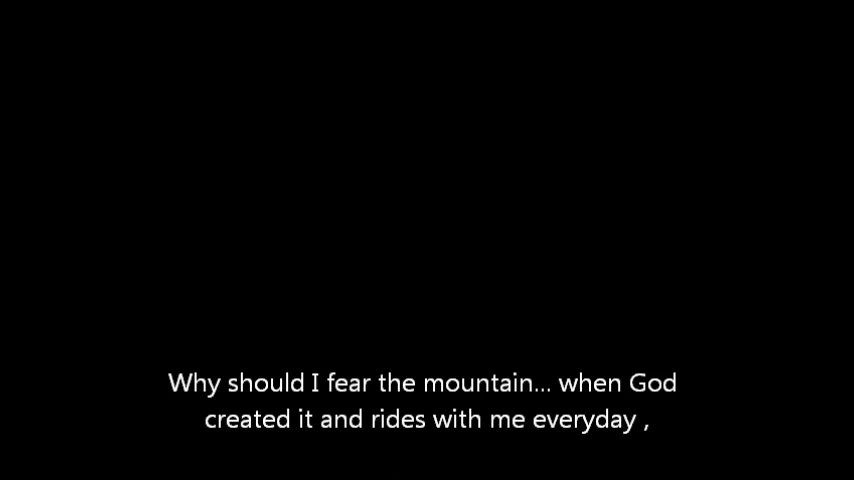 Why should I fear the mountain... when God
created it and rides with me everyday ,